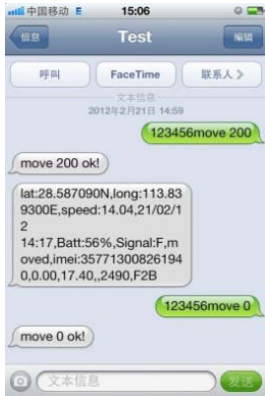 中国移动 E 15:06
信息 Test 编辑
呼叫 FaceTime 联系人 >
文本信息
2012年2月21日 14:59
123456move 200
move 200 ok!
lat:28.587090N,long:113.83
9300E,speed:14.04,21/02/1
2
14:17,Batt:56%,Signal:F,m
oved,imei:35771300826194
0,0.00,17.40,,2490,F2B
123456move 0
move 0 ok!
文本信息 发送